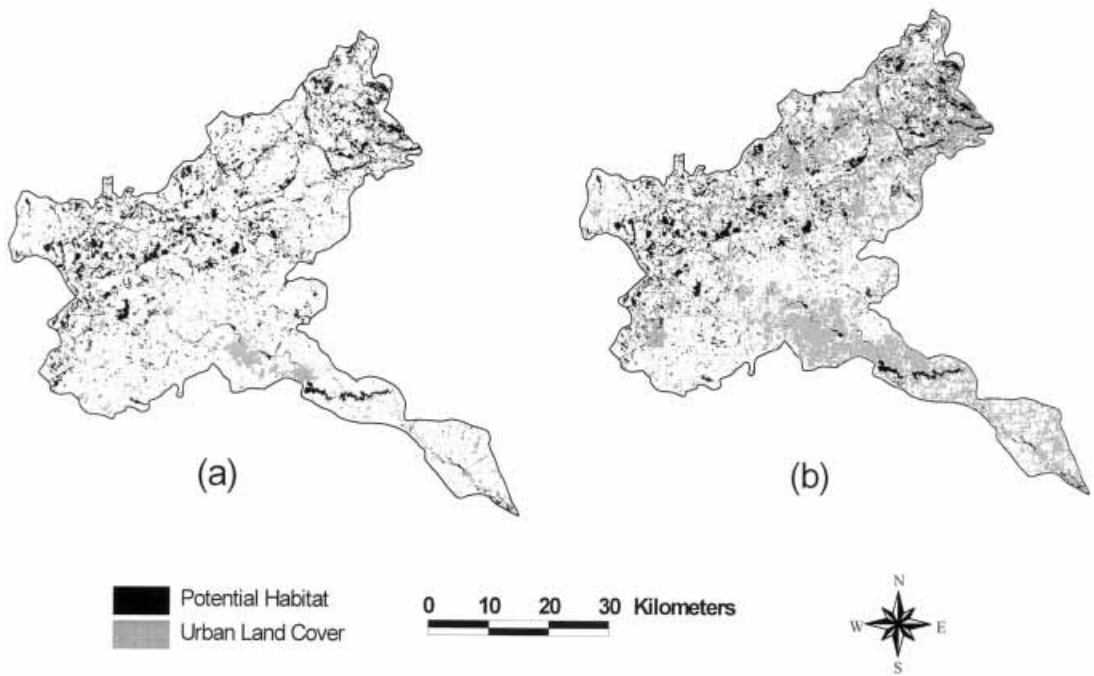 (a)
(b)
Potential Habitat
Urban Land Cover
0 10 20 30 Kilometers
N
W E
S